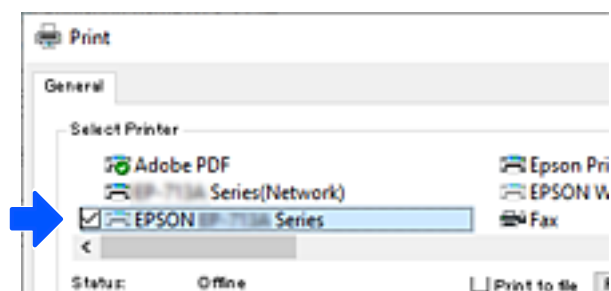 Print
General
Select Printer
Adobe PDF
Epson Pri
Series(Network)
EPSON W
EPSON Series
Fax
Status: Offline
Print to file